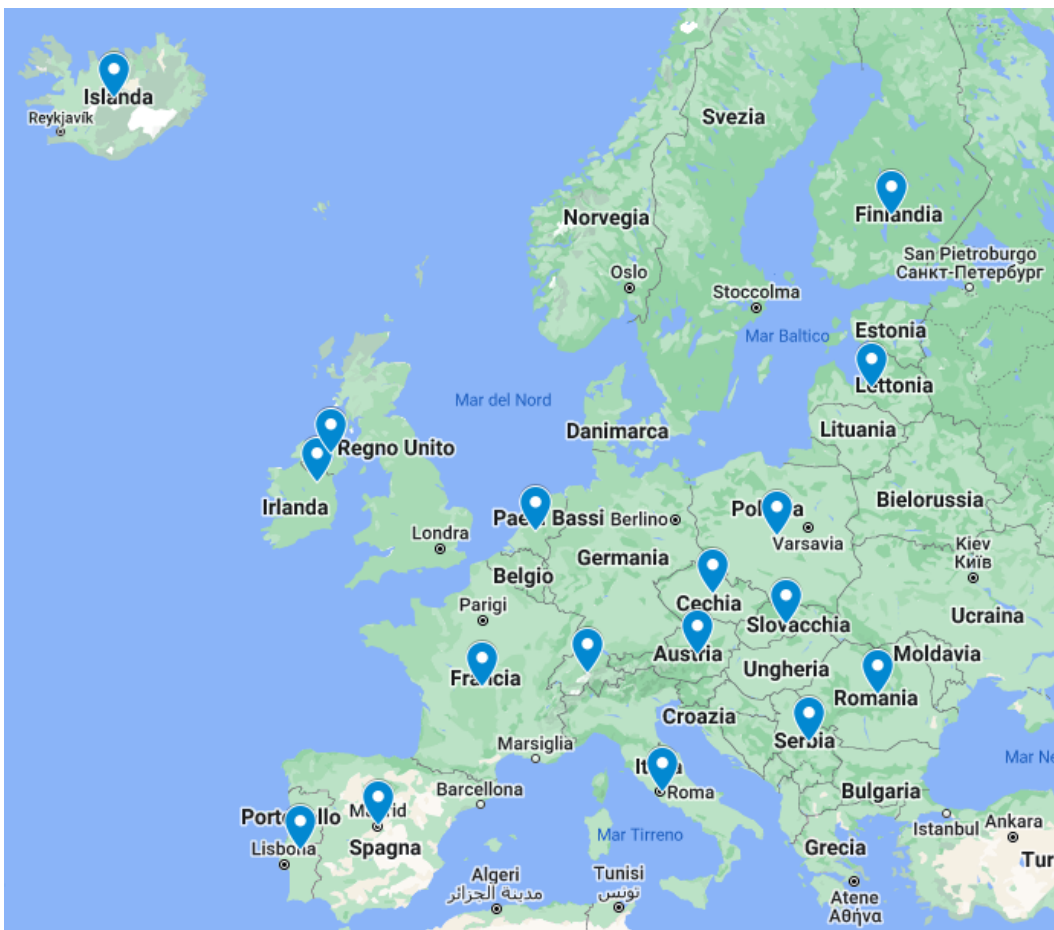 Islanda
Reykjavík
Svezia
Finlandia
Norvegia
San Pietroburgo
Санкт-Петербург
Oslo
Stoccolma
Estonia
Mar Baltico
Lettonia
Mar del Nord
Lituania
Danimarca
Regno Unito
Bielorussia
Irlanda
Paesi Bassi
Berlino
Polonia
Varsavia
Londra
Kiev
Київ
Germania
Belgio
Cechia
Parigi
Slovacchia
Ucraina
Austria
Moldavia
Ungheria
Francia
Romania
Croazia
Serbia
Marsiglia
Mar Ne
Italia
Roma
Barcellona
Bulgaria
Madrid
Portogallo
Istanbul
Ankara
Mar Tirreno
Lisbona
Spagna
Grecia
Tur
Algeri
مدينة الجزائر
Tunisi
تونس
Atene
Αθήνα